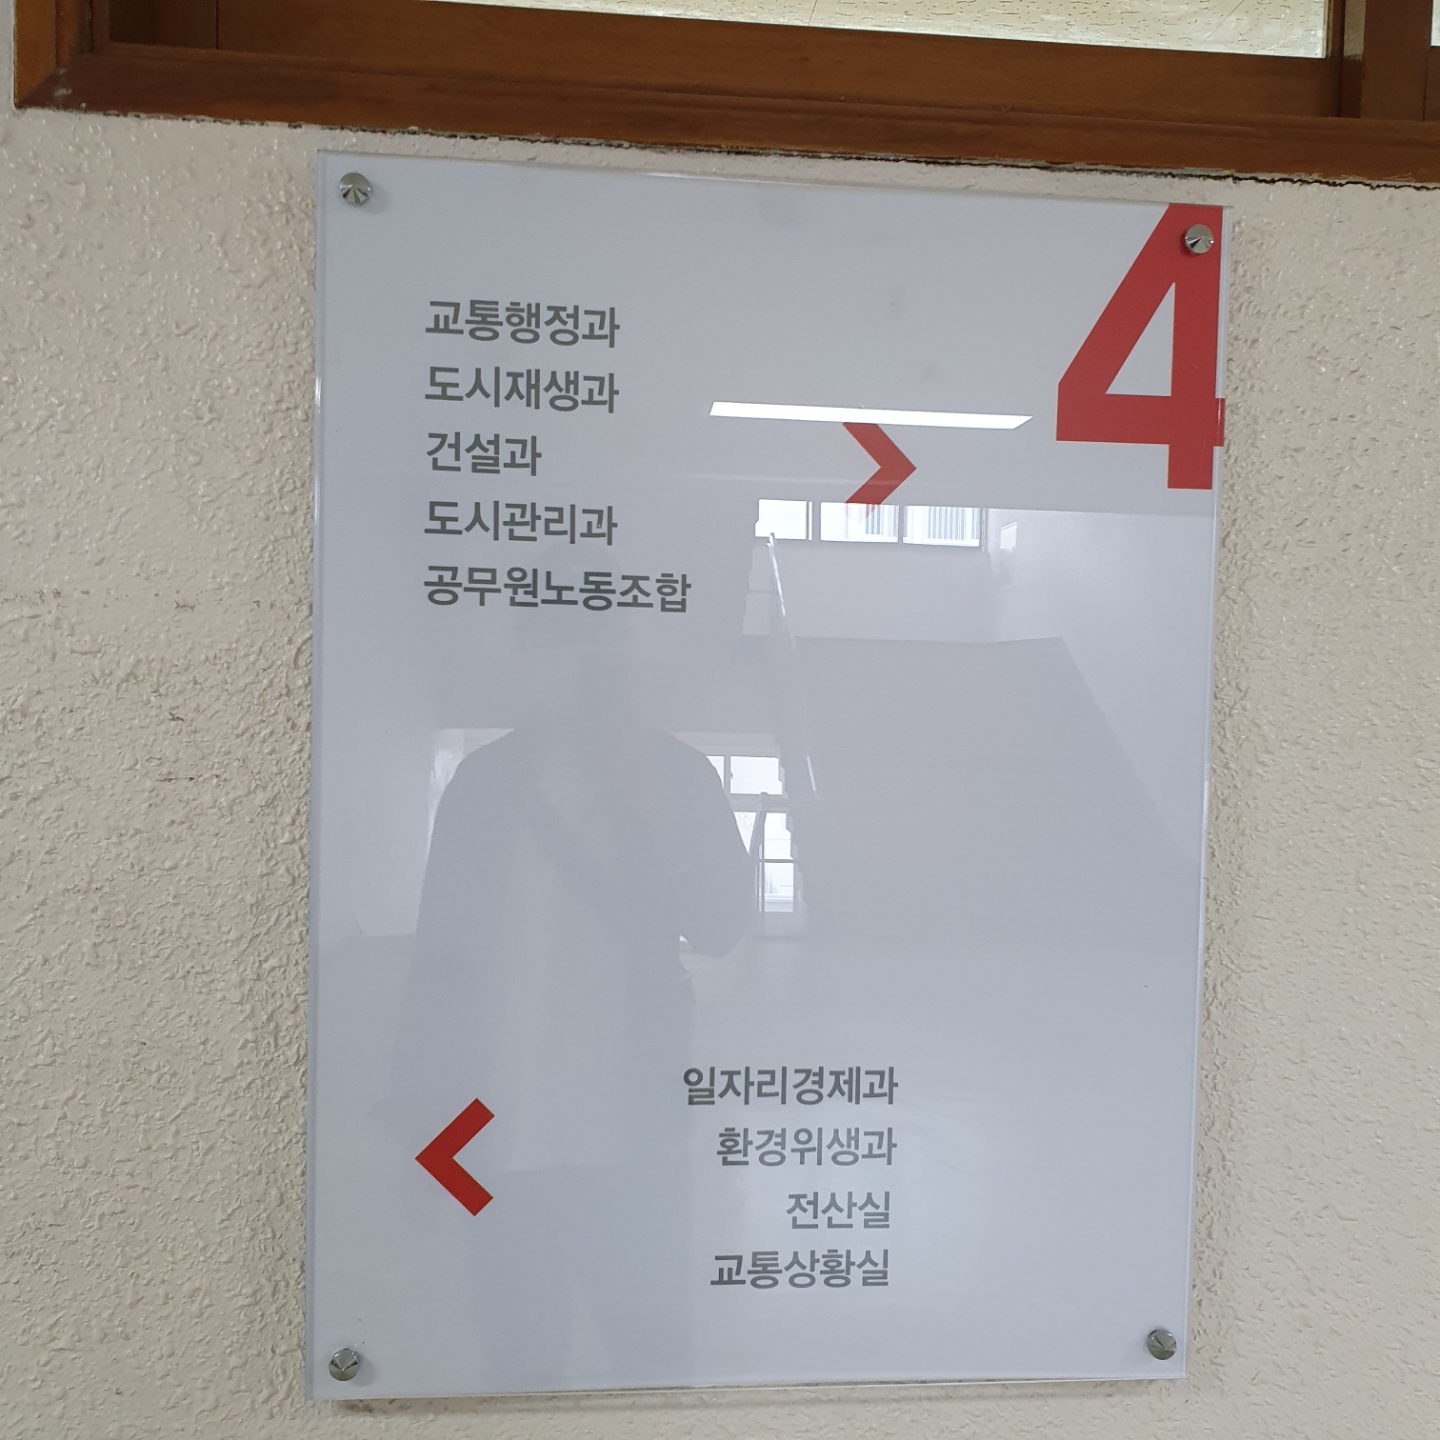 4
교통행정과
도시재생과
건설과
도시관리과
공무원노동조합
일자리경제과
환경위생과
전산실
교통상황실